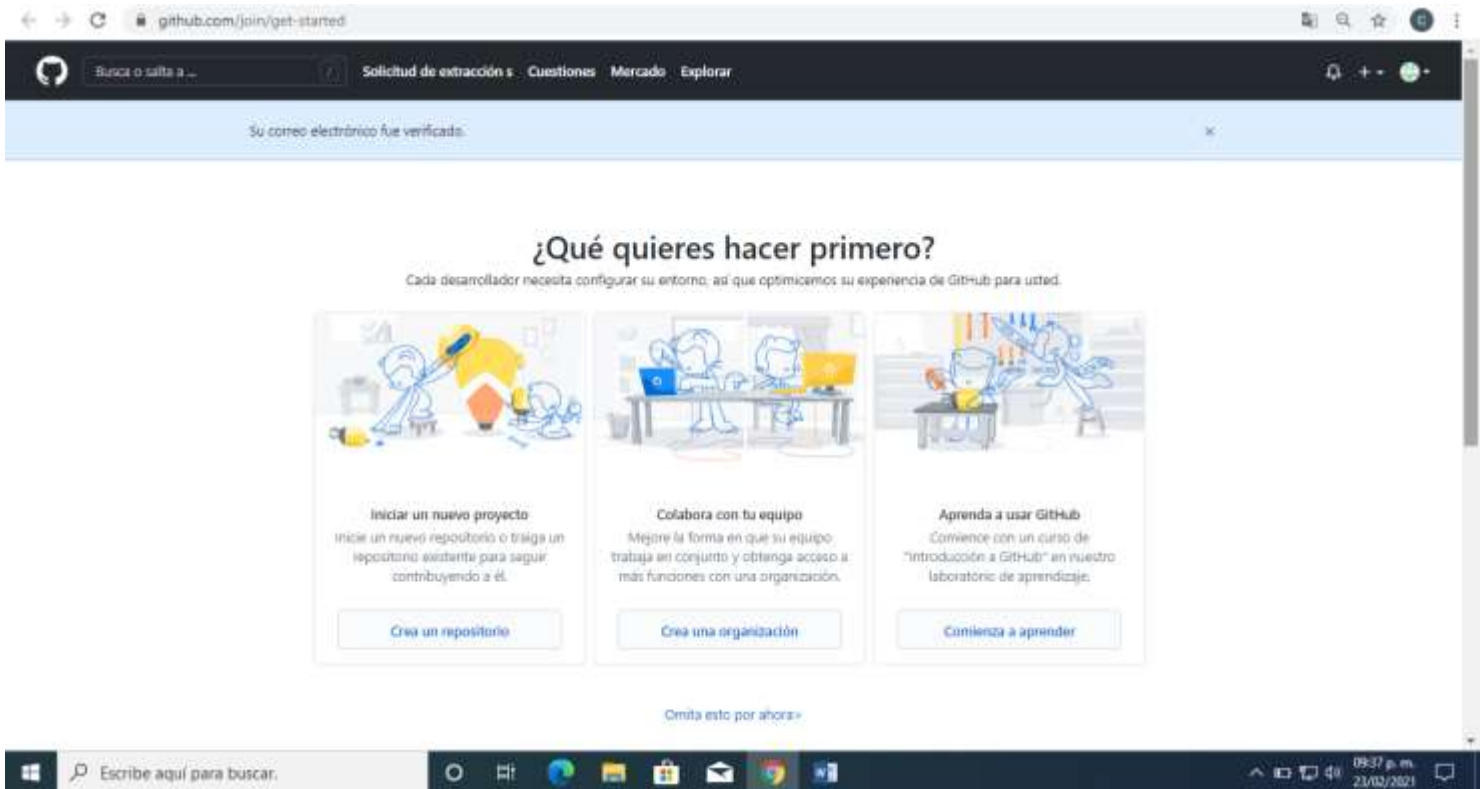 github.com/join/get-started
Busca o salta a ...
/
Solicitud de extracción s Cuestiones Mercado Explorar
Su correo electrónico fue verificado.
¿Qué quieres hacer primero?
Cada desarrollador necesita configurar su entorno, así que optimicemos su experiencia de GitHub para usted.
Iniciar un nuevo proyecto
Inicie un nuevo repositorio o traiga un
repositorio existente para seguir
contribuyendo a él.
Crea un repositorio
Colabora con tu equipo
Mejore la forma en que su equipo
trabaja en conjunto y obtenga acceso a
más funciones con una organización.
Crea una organización
Aprenda a usar GitHub
Comience con un curso de
"Introducción a GitHub" en nuestro
laboratorio de aprendizaje.
Comienza a aprender
Omita esto por ahora>
Escribe aquí para buscar.
09:37 p. m.
23/02/2021